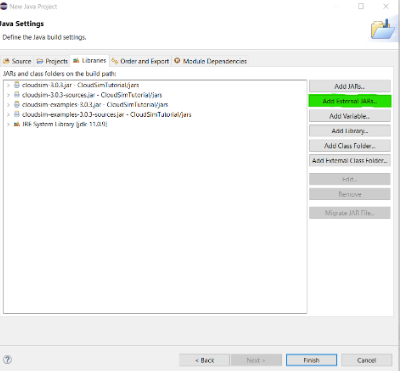 New Java Project
Java Settings
Define the Java build settings.
Source Projects Libraries Order and Export Module Dependencies
JARs and class folders on the build path:
cloudsim-3.0.3.jar - CloudSimTutorial/jars
cloudsim-3.0.3-sources.jar - CloudSimTutorial/jars
cloudsim-examples-3.0.3.jar - CloudSimTutorial/jars
cloudsim-examples-3.0.3-sources.jar - CloudSimTutorial/jars
JRE System Library [jdk-11.0.9]
Add JARs...
Add External JARs...
Add Variable...
Add Library...
Add Class Folder...
Add External Class Folder...
Edit...
Remove
Migrate JAR File...
? < Back Next > Finish Cancel